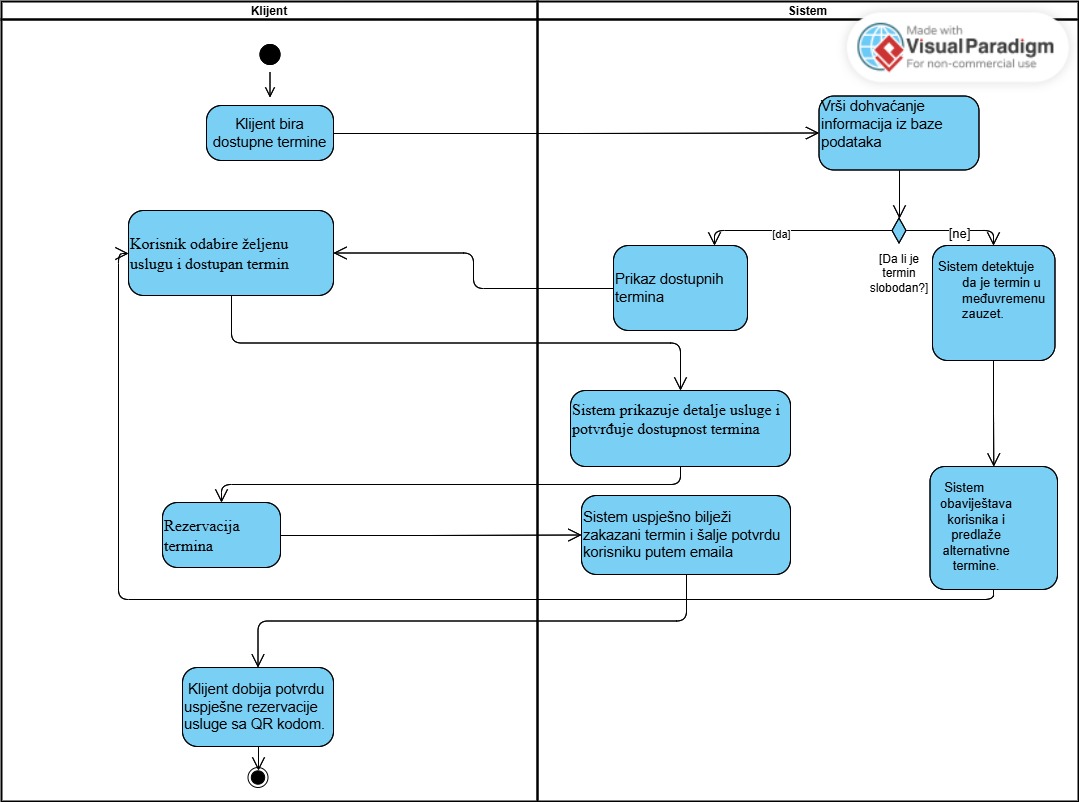 Klijent
Sistem
Made with
VisualParadigm
For non-commercial use
Klijent bira
dostupne termine
Vrši dohvaćanje
informacija iz baze
podataka
[da]
[ne]
[Da li je
termin
slobodan?]
Korisnik odabire željenu
uslugu i dostupan termin
Prikaz dostupnih
termina
Sistem detektuje
da je termin u
međuvremenu
zauzet.
Sistem prikazuje detalje usluge i
potvrđuje dostupnost termina
Rezervacija
termina
Sistem uspješno bilježi
zakazani termin i šalje potvrdu
korisniku putem emaila
Sistem
obaviještava
korisnika i
predlaže
alternativne
termine.
Klijent dobija potvrdu
uspješne rezervacije
usluge sa QR kodom.